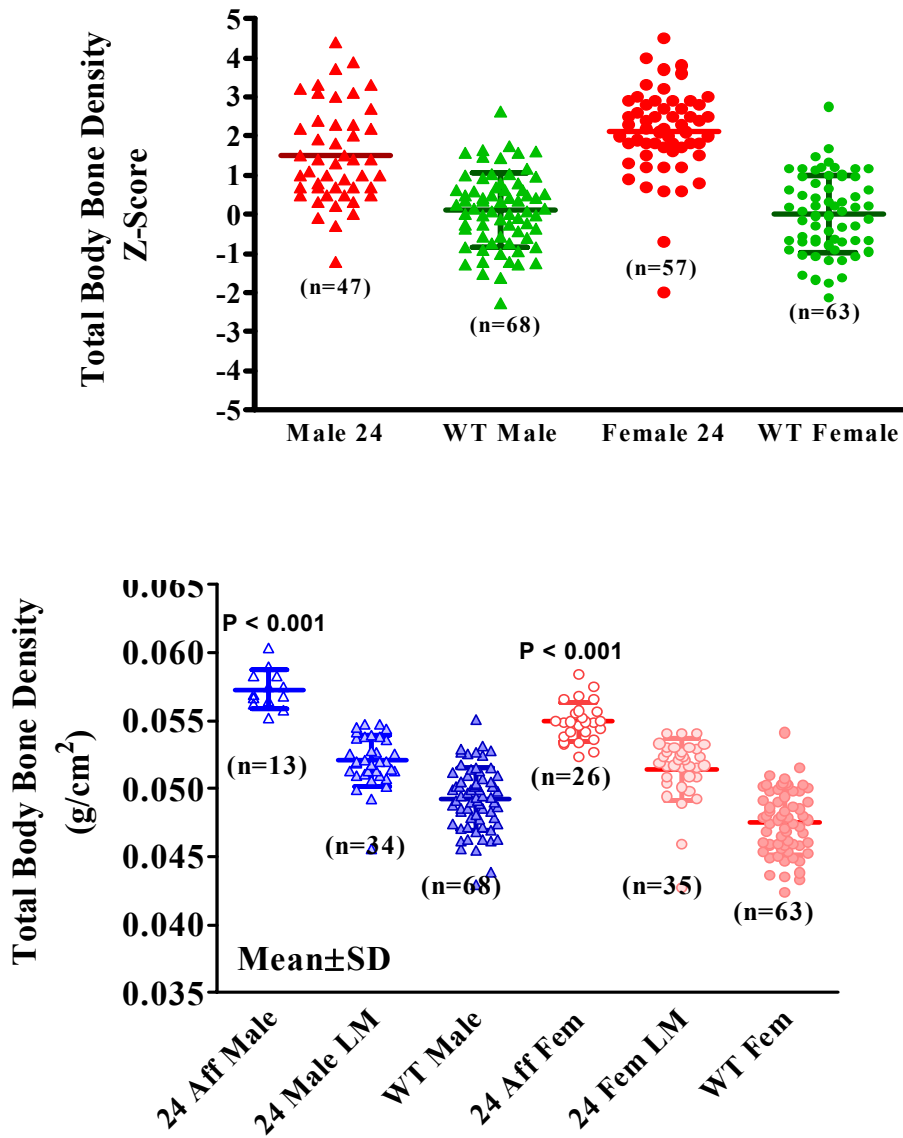 Total Body Bone Density
Z-Score
5
4
3
2
1
0
-1
-2
-3
-4
-5
(n=47)
(n=68)
(n=57)
(n=63)
Male 24
WT Male
Female 24
WT Female
Total Body Bone Density
(g/cm²)
0.065
0.060
0.055
0.050
0.045
0.040
0.035
P < 0.001
P < 0.001
(n=13)
(n=34)
(n=68)
(n=26)
(n=35)
(n=63)
Mean±SD
24 Aff Male
24 Male LM
WT Male
24 Aff Fem
24 Fem LM
WT Fem